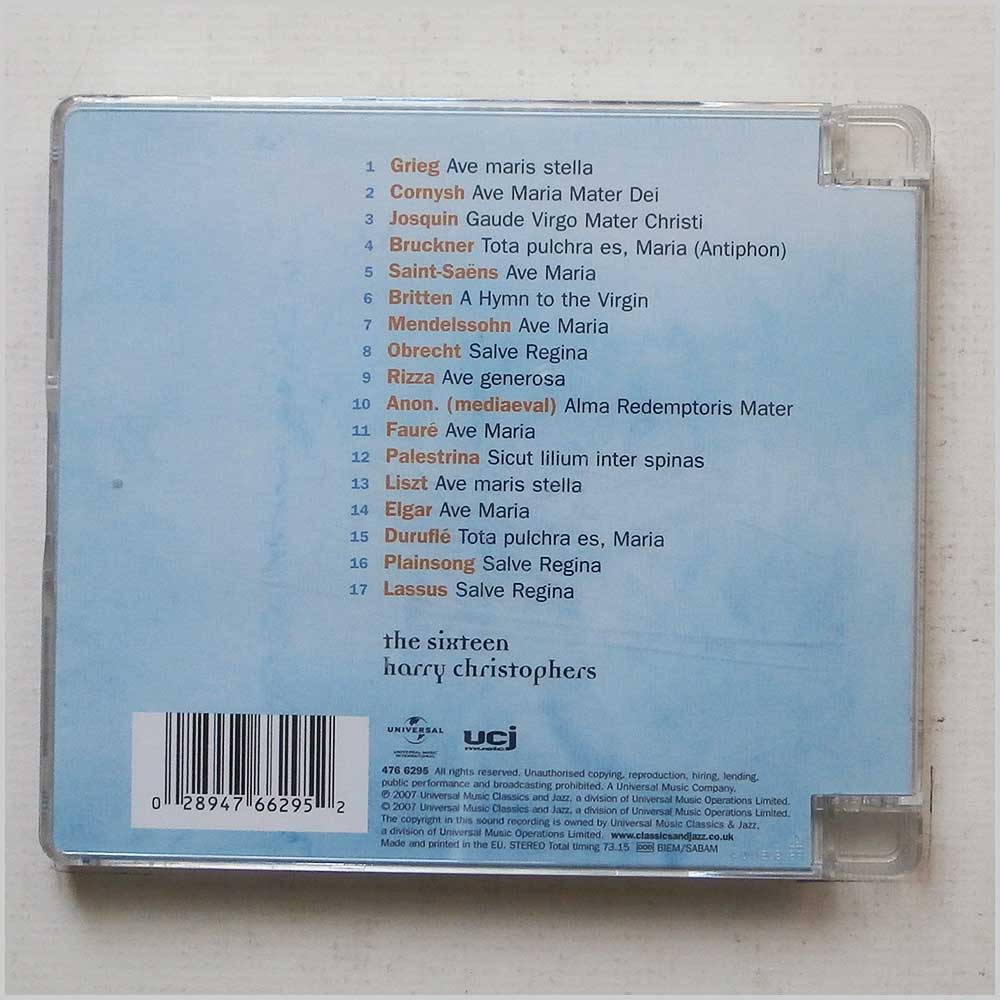 1 Grieg Ave maris stella
2 Cornysh Ave Maria Mater Dei
3 Josquin Gaude Virgo Mater Christi
4 Bruckner Tota pulchra es, Maria (Antiphon)
5 Saint-Saëns Ave Maria
6 Britten A Hymn to the Virgin
7 Mendelssohn Ave Maria
8 Obrecht Salve Regina
9 Rizza Ave generosa
10 Anon. (mediaeval) Alma Redemptoris Mater
11 Fauré Ave Maria
12 Palestrina Sicut lilium inter spinas
13 Liszt Ave maris stella
14 Elgar Ave Maria
15 Duruflé Tota pulchra es, Maria
16 Plainsong Salve Regina
17 Lassus Salve Regina
the sixteen
harry christophers
UNIVERSAL
UNIVERSAL MUSIC
INTERNATIONAL
ucj
music
0 28947 66295 2
476 6295 All rights reserved. Unauthorised copying, reproduction, hiring, lending,
public performance and broadcasting prohibited. A Universal Music Company.
℗ 2007 Universal Music Classics and Jazz, a division of Universal Music Operations Limited.
© 2007 Universal Music Classics and Jazz, a division of Universal Music Operations Limited.
The copyright in this sound recording is owned by Universal Music Classics & Jazz,
a division of Universal Music Operations Limited. www.classicsandjazz.co.uk
Made and printed in the EU. STEREO Total timing 73.15 DDD BIEM/SABAM